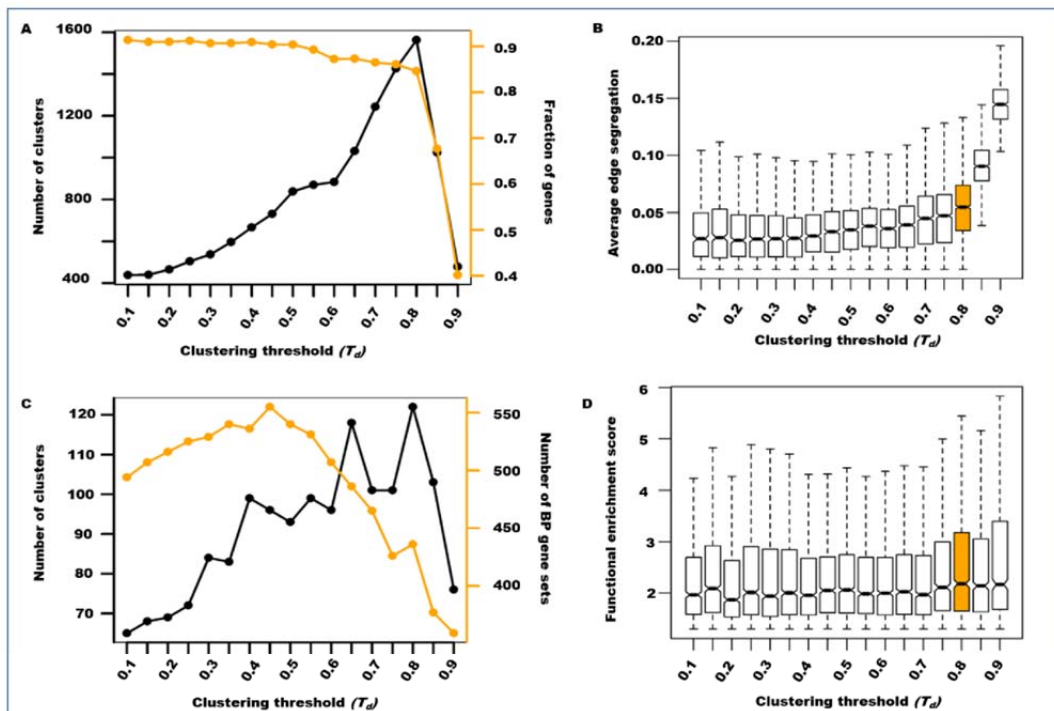 A
1600
1200
800
400
Number of clusters
0.9
0.8
0.7
0.6
0.5
0.4
Fraction of genes
0.1 0.2 0.3 0.4 0.5 0.6 0.7 0.8 0.9
Clustering threshold (Td)
B
0.20
0.15
0.10
0.05
0.00
Average edge segregation
0.1 0.2 0.3 0.4 0.5 0.6 0.7 0.8 0.9
Clustering threshold (Td)
C
120
110
100
90
80
70
Number of clusters
550
500
450
400
Number of BP gene sets
0.1 0.2 0.3 0.4 0.5 0.6 0.7 0.8 0.9
Clustering threshold (Td)
D
6
5
4
3
2
Functional enrichment score
0.1 0.2 0.3 0.4 0.5 0.6 0.7 0.8 0.9
Clustering threshold (Td)